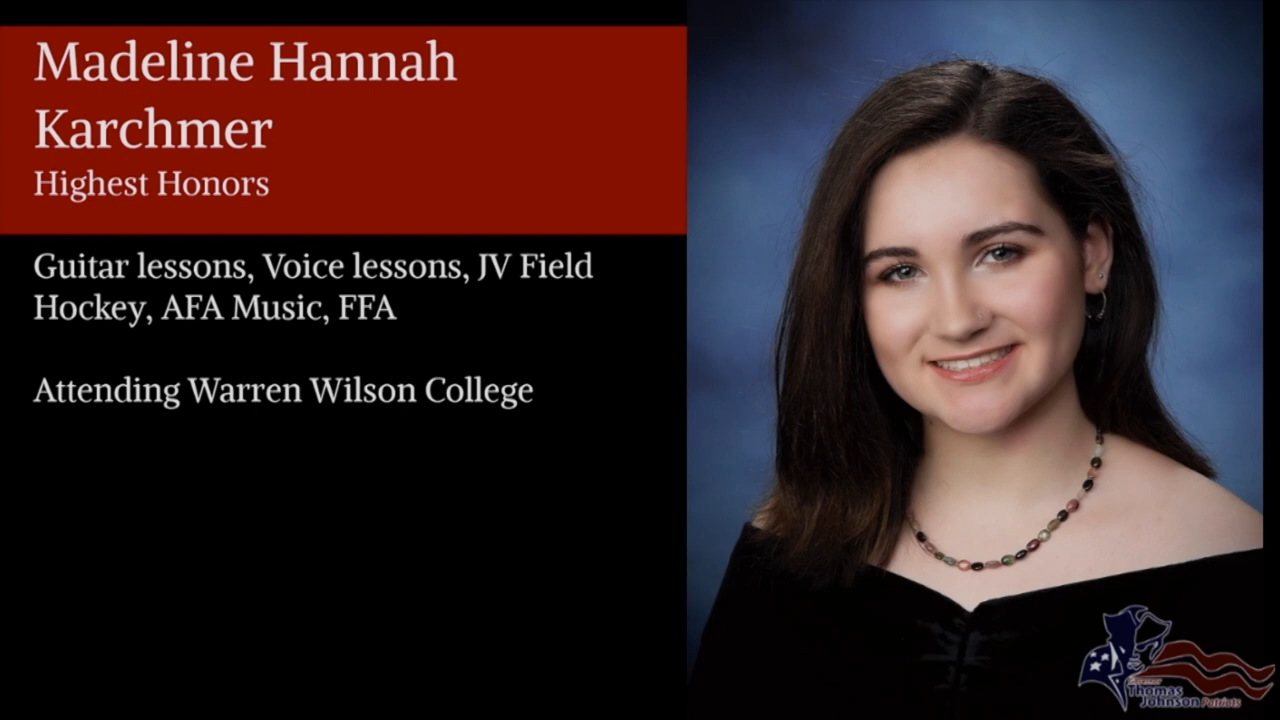 Madeline Hannah
Karchmer
Highest Honors
Guitar lessons, Voice lessons, JV Field
Hockey, AFA Music, FFA
Attending Warren Wilson College
Governor
Thomas
Johnson Patriots